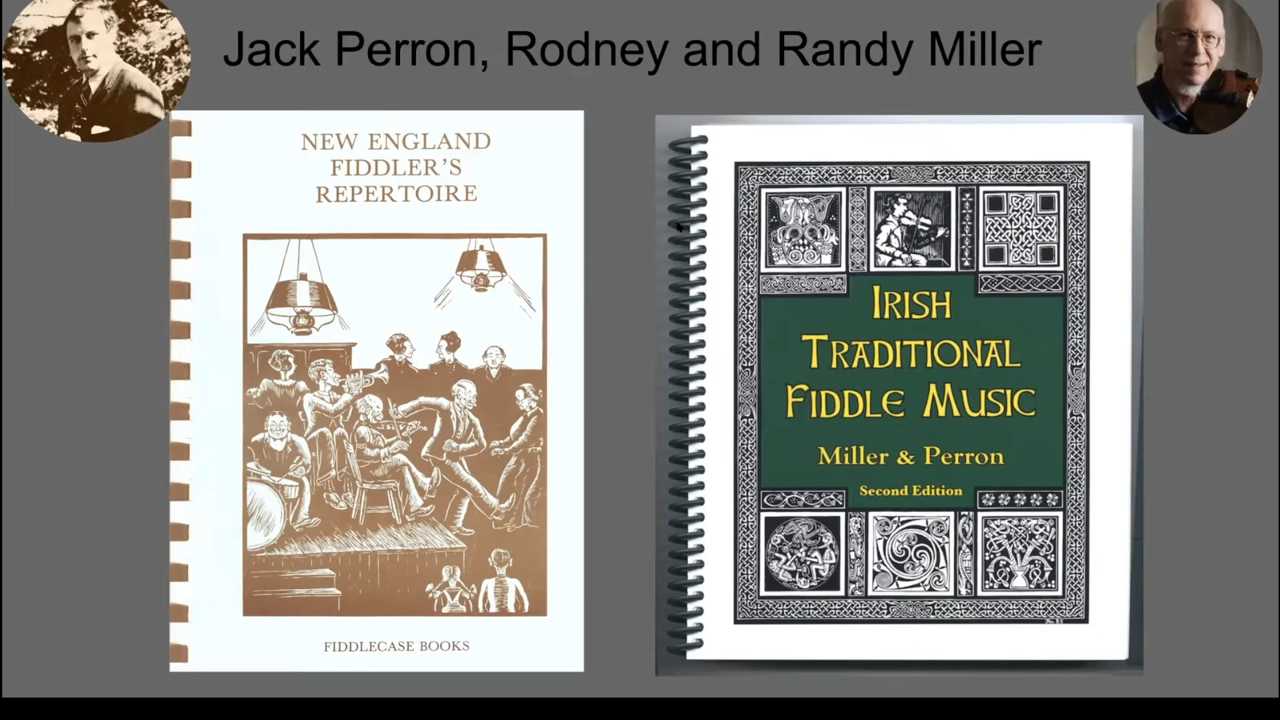 Jack Perron, Rodney and Randy Miller
NEW ENGLAND
FIDDLER'S
REPERTOIRE
FIDDLECASE BOOKS
IRISH
TRADITIONAL
FIDDLE MUSIC
Miller & Perron
Second Edition